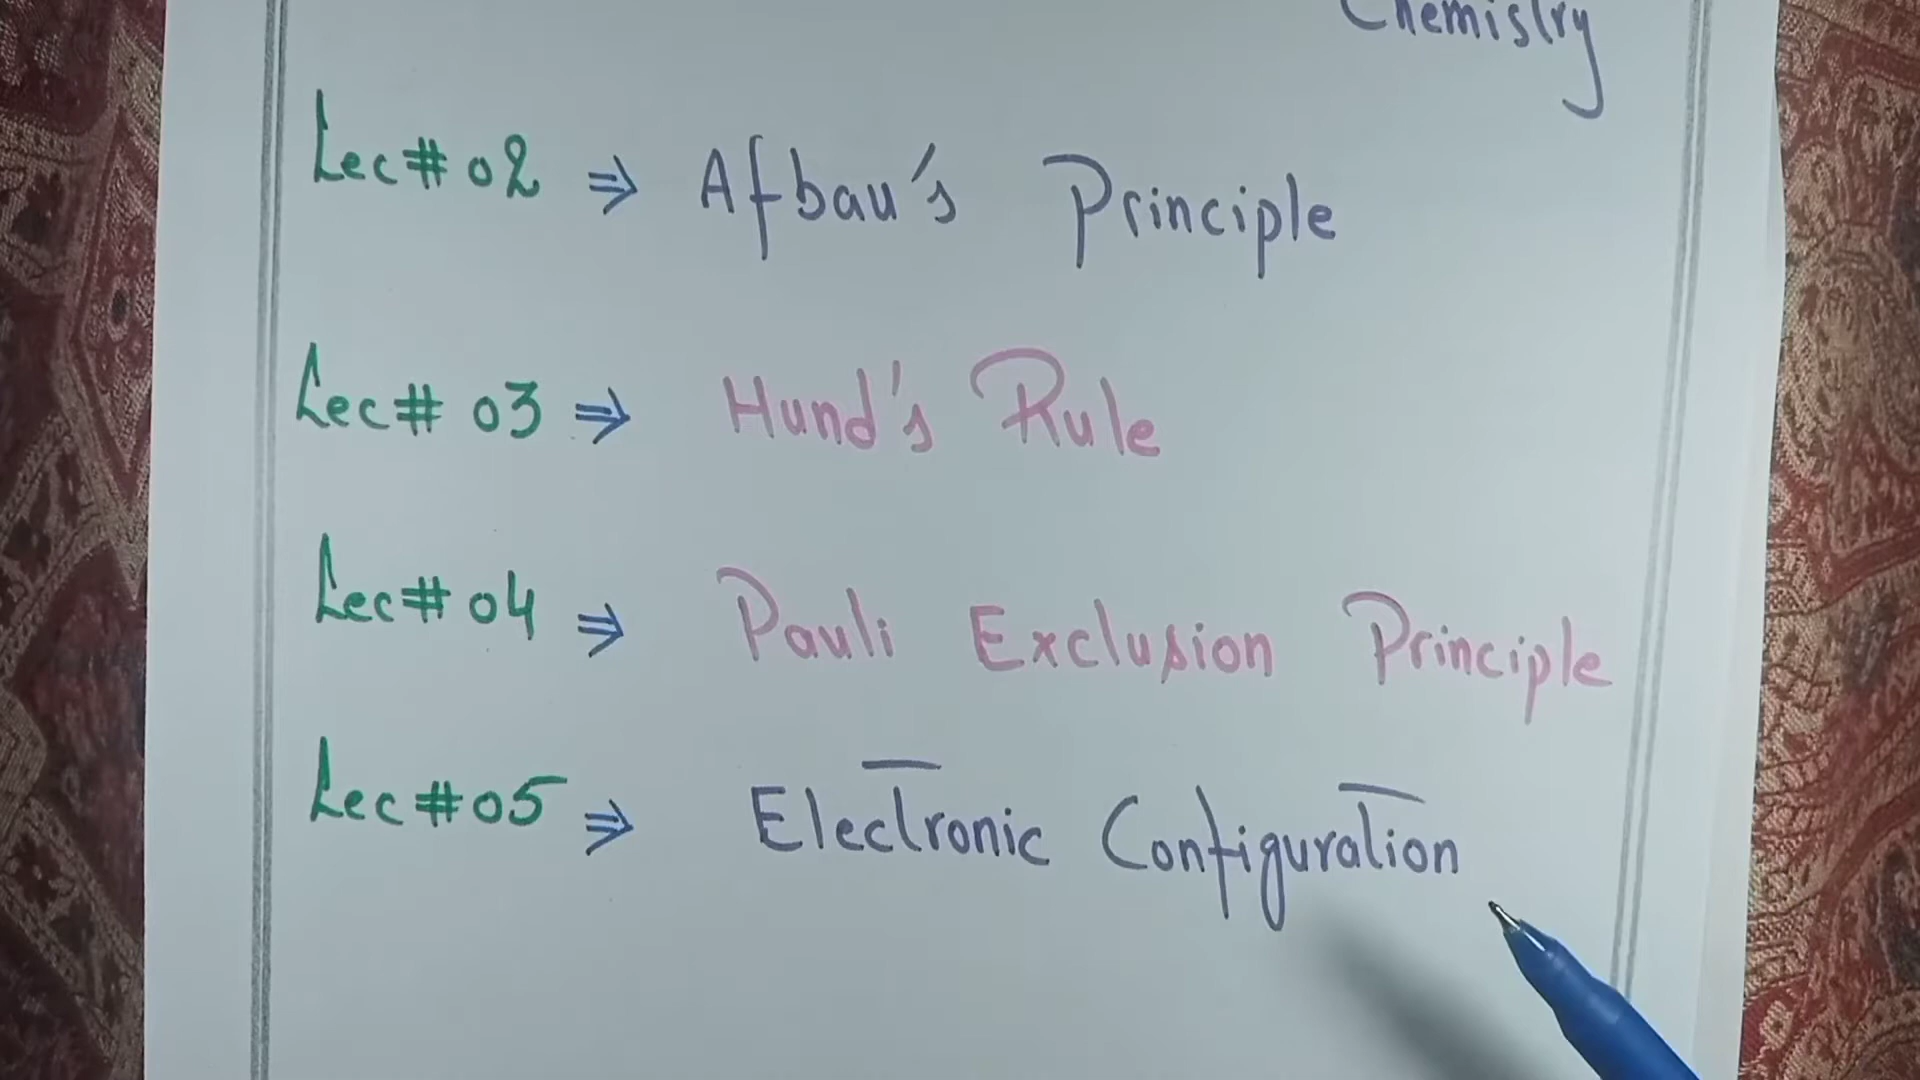 Chemistry
Lec# 02 ⇒ Afbau's Principle
Lec# 03 ⇒ Hund's Rule
Lec# 04 ⇒ Pauli Exclusion Principle
Lec# 05 ⇒ Electronic Configuration